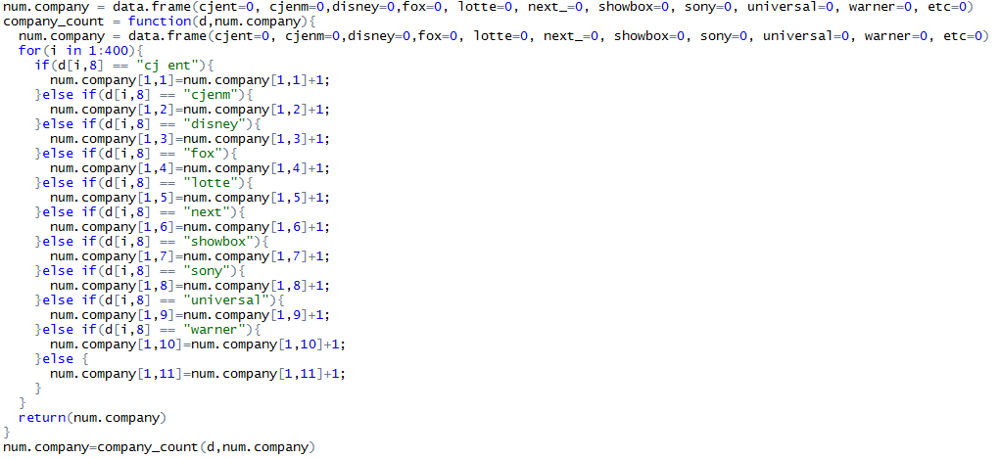 num.company = data.frame(cjent=0, cjenm=0,disney=0,fox=0, lotte=0, next_=0, showbox=0, sony=0, universal=0, warner=0, etc=0)
company_count = function(d,num.company){
  num.company = data.frame(cjent=0, cjenm=0,disney=0,fox=0, lotte=0, next_=0, showbox=0, sony=0, universal=0, warner=0, etc=0)
  for(i in 1:400){
    if(d[i,8] == "cj ent"){
      num.company[1,1]=num.company[1,1]+1;
    }else if(d[i,8] == "cjenm"){
      num.company[1,2]=num.company[1,2]+1;
    }else if(d[i,8] == "disney"){
      num.company[1,3]=num.company[1,3]+1;
    }else if(d[i,8] == "fox"){
      num.company[1,4]=num.company[1,4]+1;
    }else if(d[i,8] == "lotte"){
      num.company[1,5]=num.company[1,5]+1;
    }else if(d[i,8] == "next"){
      num.company[1,6]=num.company[1,6]+1;
    }else if(d[i,8] == "showbox"){
      num.company[1,7]=num.company[1,7]+1;
    }else if(d[i,8] == "sony"){
      num.company[1,8]=num.company[1,8]+1;
    }else if(d[i,8] == "universal"){
      num.company[1,9]=num.company[1,9]+1;
    }else if(d[i,8] == "warner"){
      num.company[1,10]=num.company[1,10]+1;
    }else {
      num.company[1,11]=num.company[1,11]+1;
    }
  }
  return(num.company)
}
num.company=company_count(d,num.company)